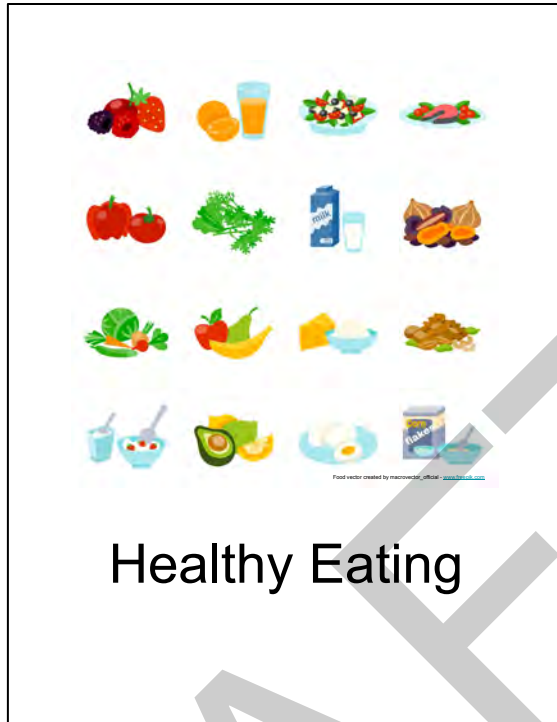 milk
Corn
flakes
Food vector created by macrovector_official - www.freepik.com
Healthy Eating